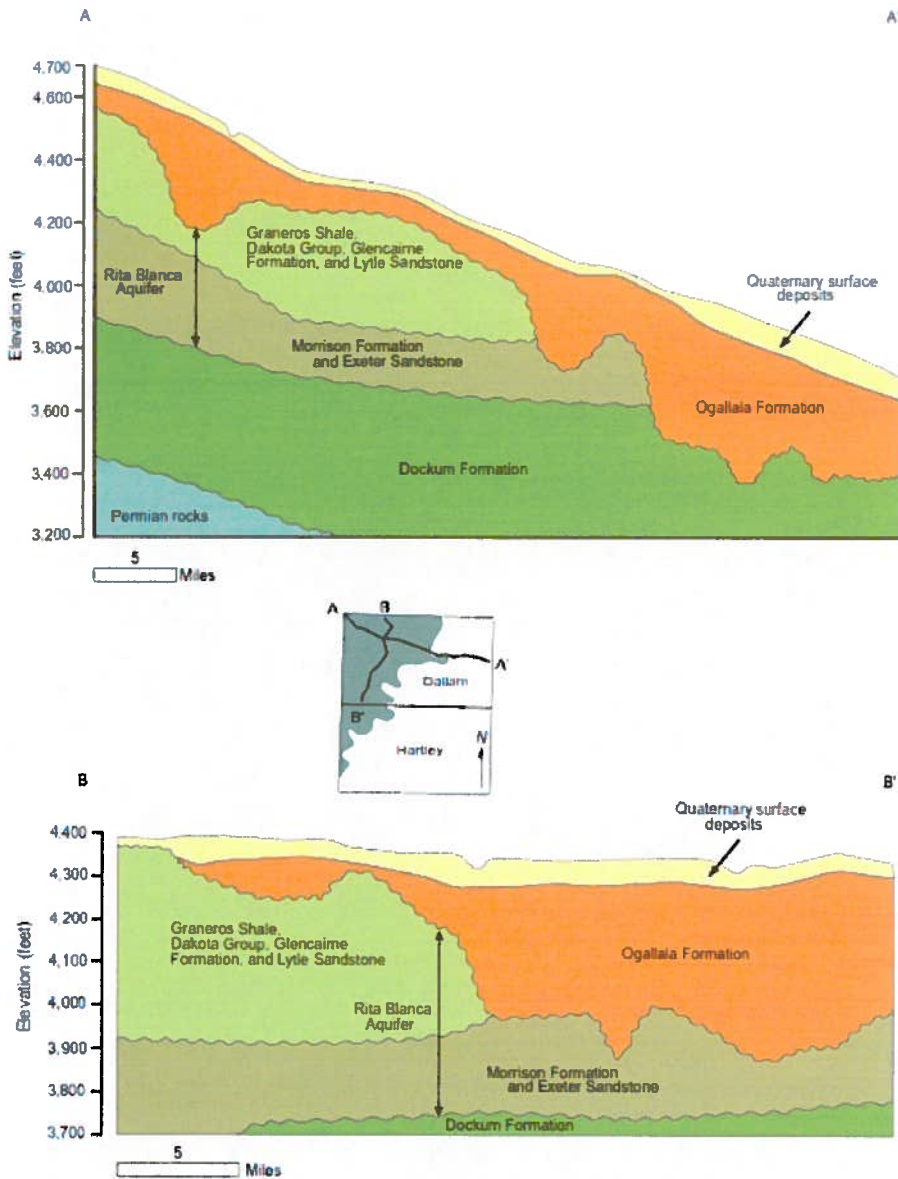 A
A'
4,700
4,600
4,400
4,200
4,000
3,800
3,600
3,400
3,200
Elevation (feet)
Graneros Shale,
Dakota Group, Glencairne
Formation, and Lytle Sandstone
Rita Blanca
Aquifer
Quaternary surface
deposits
Morrison Formation
and Exeter Sandstone
Ogallala Formation
Dockum Formation
Permian rocks
5
Miles
A
B
A'
Dallam
B'
Hartley
N
B
B'
Quaternary surface
deposits
4,400
4,300
4,200
4,100
4,000
3,900
3,800
3,700
Elevation (feet)
Graneros Shale,
Dakota Group, Glencairne
Formation, and Lytle Sandstone
Ogallala Formation
Rita Blanca
Aquifer
Morrison Formation
and Exeter Sandstone
Dockum Formation
5
Miles